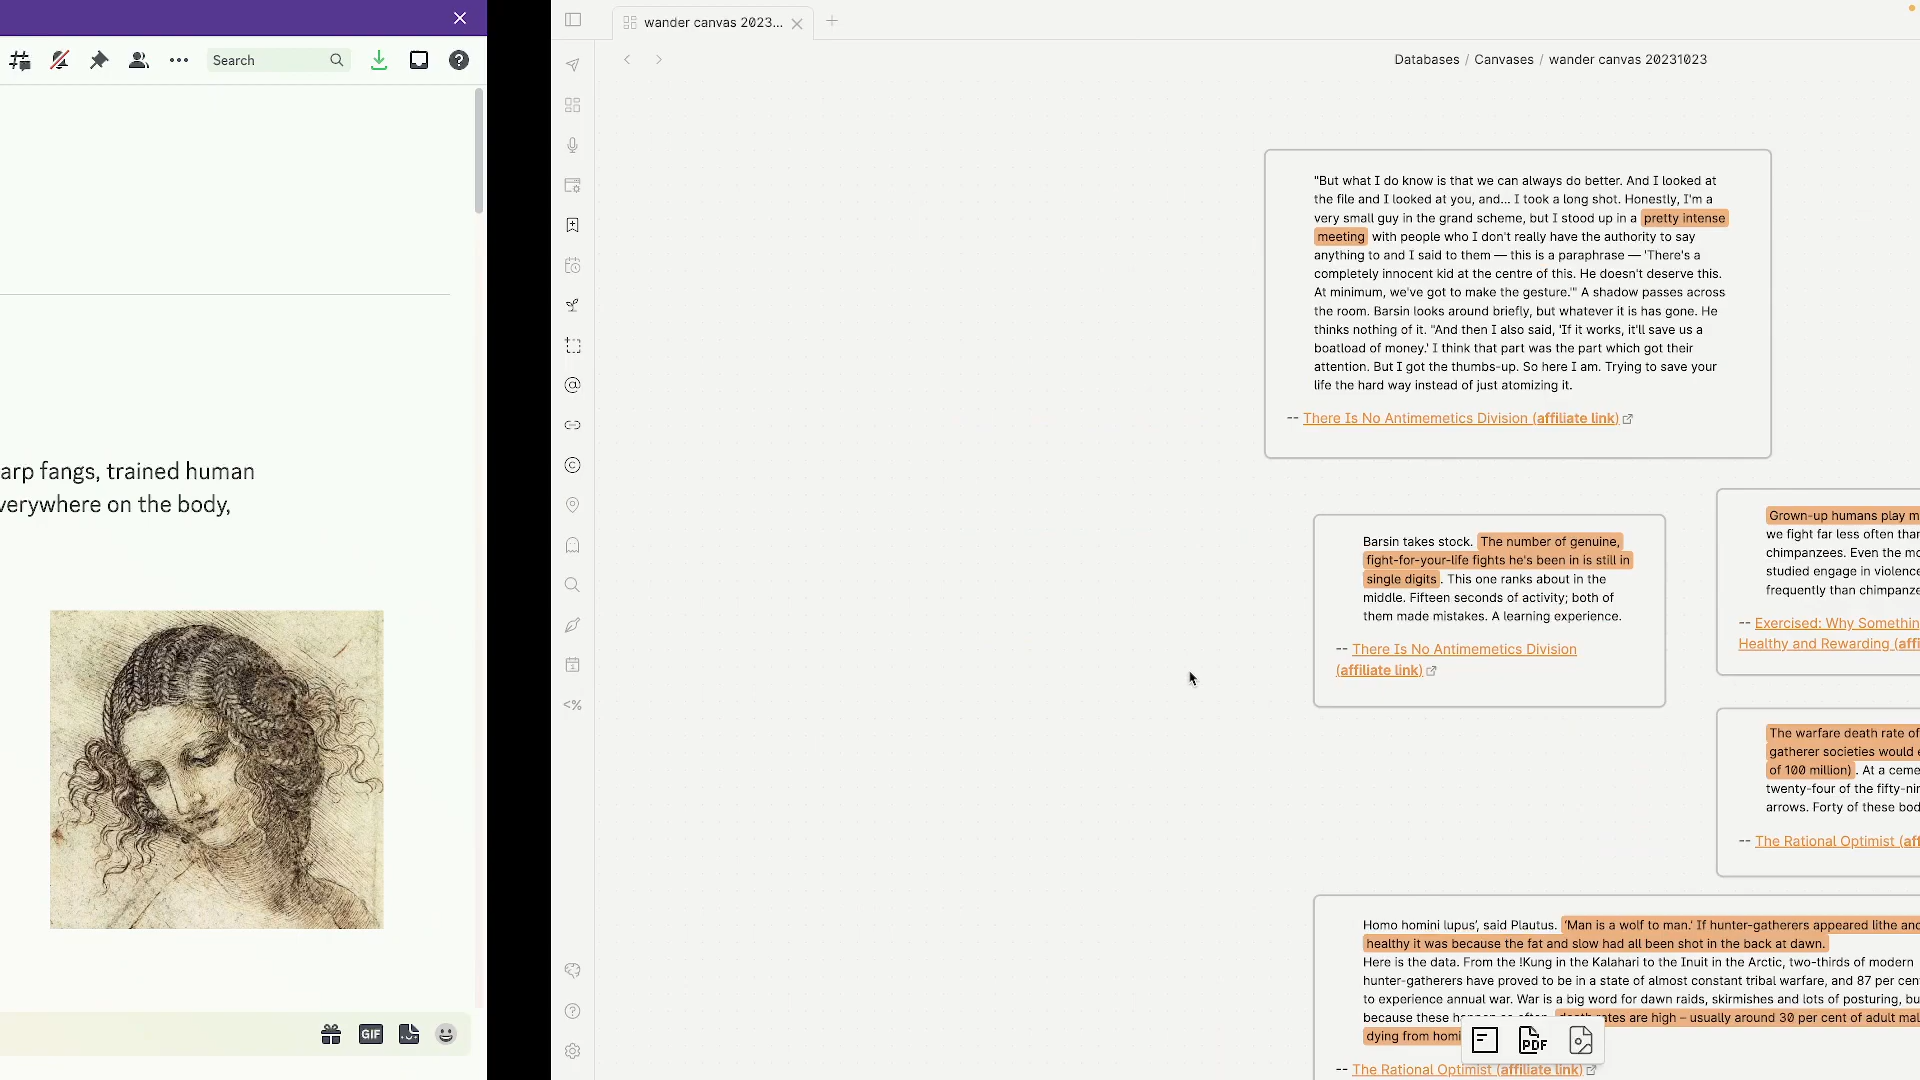 Search
GIF
arp fangs, trained human
verywhere on the body,
wander canvas 2023...
Databases / Canvases / wander canvas 20231023
"But what I do know is that we can always do better. And I looked at
the file and I looked at you, and... I took a long shot. Honestly, I'm a
very small guy in the grand scheme, but I stood up in a pretty intense
meeting with people who I don't really have the authority to say
anything to and I said to them — this is a paraphrase — 'There's a
completely innocent kid at the centre of this. He doesn't deserve this.
At minimum, we've got to make the gesture.'" A shadow passes across
the room. Barsin looks around briefly, but whatever it is has gone. He
thinks nothing of it. "And then I also said, 'If it works, it'll save us a
boatload of money.' I think that part was the part which got their
attention. But I got the thumbs-up. So here I am. Trying to save your
life the hard way instead of just atomizing it.
-- There Is No Antimemetics Division (affiliate link)
Barsin takes stock. The number of genuine,
fight-for-your-life fights he's been in is still in
single digits. This one ranks about in the
middle. Fifteen seconds of activity; both of
them made mistakes. A learning experience.
-- There Is No Antimemetics Division
(affiliate link)
Grown-up humans play m
we fight far less often than
chimpanzees. Even the mo
studied engage in violence
frequently than chimpanze
-- Exercised: Why Somethin
Healthy and Rewarding (affi
The warfare death rate of
gatherer societies would e
of 100 million). At a ceme
twenty-four of the fifty-nin
arrows. Forty of these bod
-- The Rational Optimist (aff
Homo homini lupus', said Plautus. 'Man is a wolf to man.' If hunter-gatherers appeared lithe and
healthy it was because the fat and slow had all been shot in the back at dawn.
Here is the data. From the !Kung in the Kalahari to the Inuit in the Arctic, two-thirds of modern
hunter-gatherers have proved to be in a state of almost constant tribal warfare, and 87 per cen
to experience annual war. War is a big word for dawn raids, skirmishes and lots of posturing, bu
because these happen so often, death rates are high – usually around 30 per cent of adult mal
dying from homi
-- The Rational Optimist (affiliate link)
PDF
<%